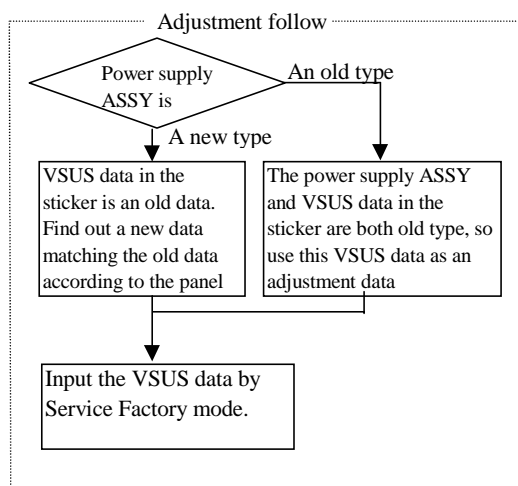 Adjustment follow
Power supply
ASSY is
An old type
A new type
VSUS data in the
sticker is an old data.
Find out a new data
matching the old data
according to the panel
The power supply ASSY
and VSUS data in the
sticker are both old type, so
use this VSUS data as an
adjustment data
Input the VSUS data by
Service Factory mode.